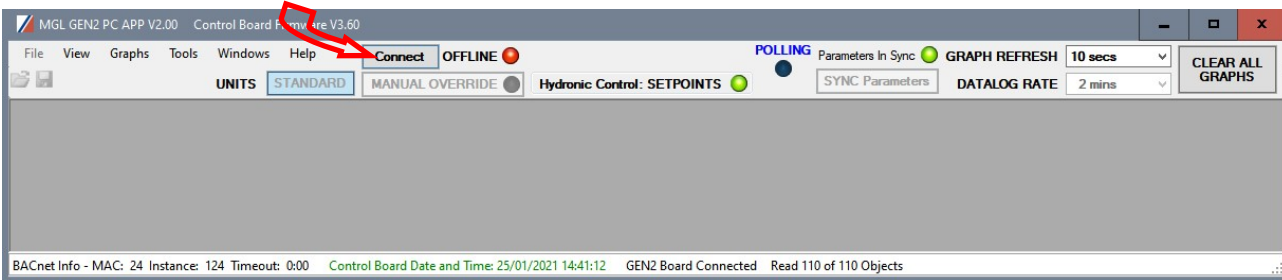 MGL GEN2 PC APP V2.00 Control Board Firmware V3.60
File View Graphs Tools Windows Help Connect OFFLINE POLLING Parameters In Sync GRAPH REFRESH 10 secs CLEAR ALL GRAPHS
UNITS STANDARD MANUAL OVERRIDE Hydronic Control: SETPOINTS SYNC Parameters DATALOG RATE 2 mins
BACnet Info - MAC: 24 Instance: 124 Timeout: 0:00 Control Board Date and Time: 25/01/2021 14:41:12 GEN2 Board Connected Read 110 of 110 Objects